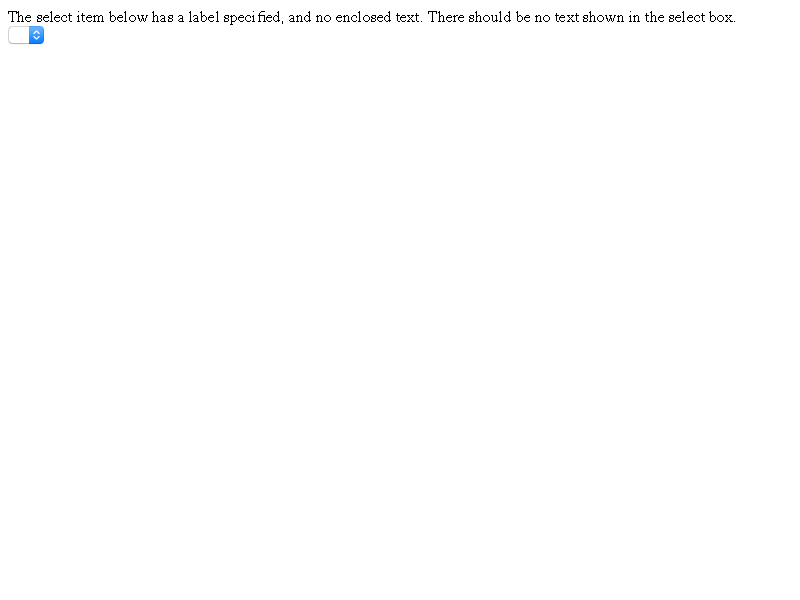 The select item below has a label specified, and no enclosed text. There should be no text shown in the select box.